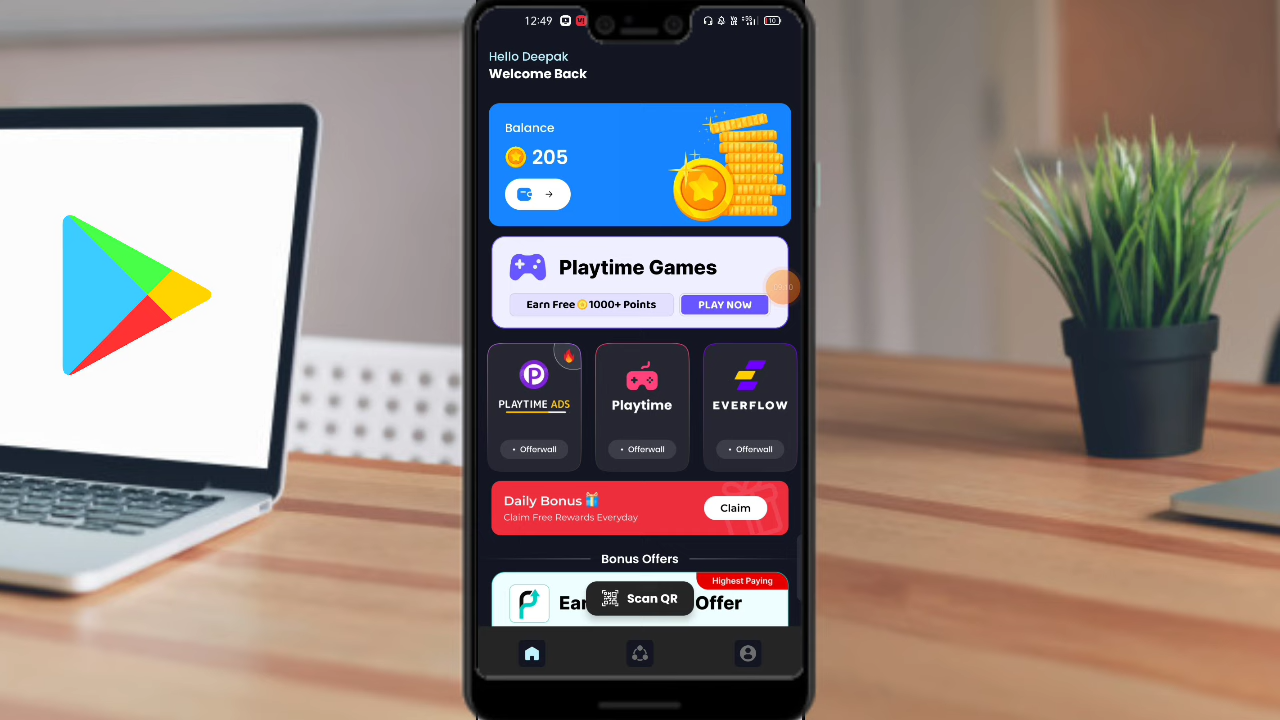 12:49
10
Hello Deepak
Welcome Back
Balance
205
Playtime Games
Earn Free 1000+ Points
PLAY NOW
PLAYTIME ADS
Playtime
EVERFLOW
• Offerwall
• Offerwall
• Offerwall
Daily Bonus
Claim Free Rewards Everyday
Claim
Bonus Offers
Highest Paying
Offer
Scan QR